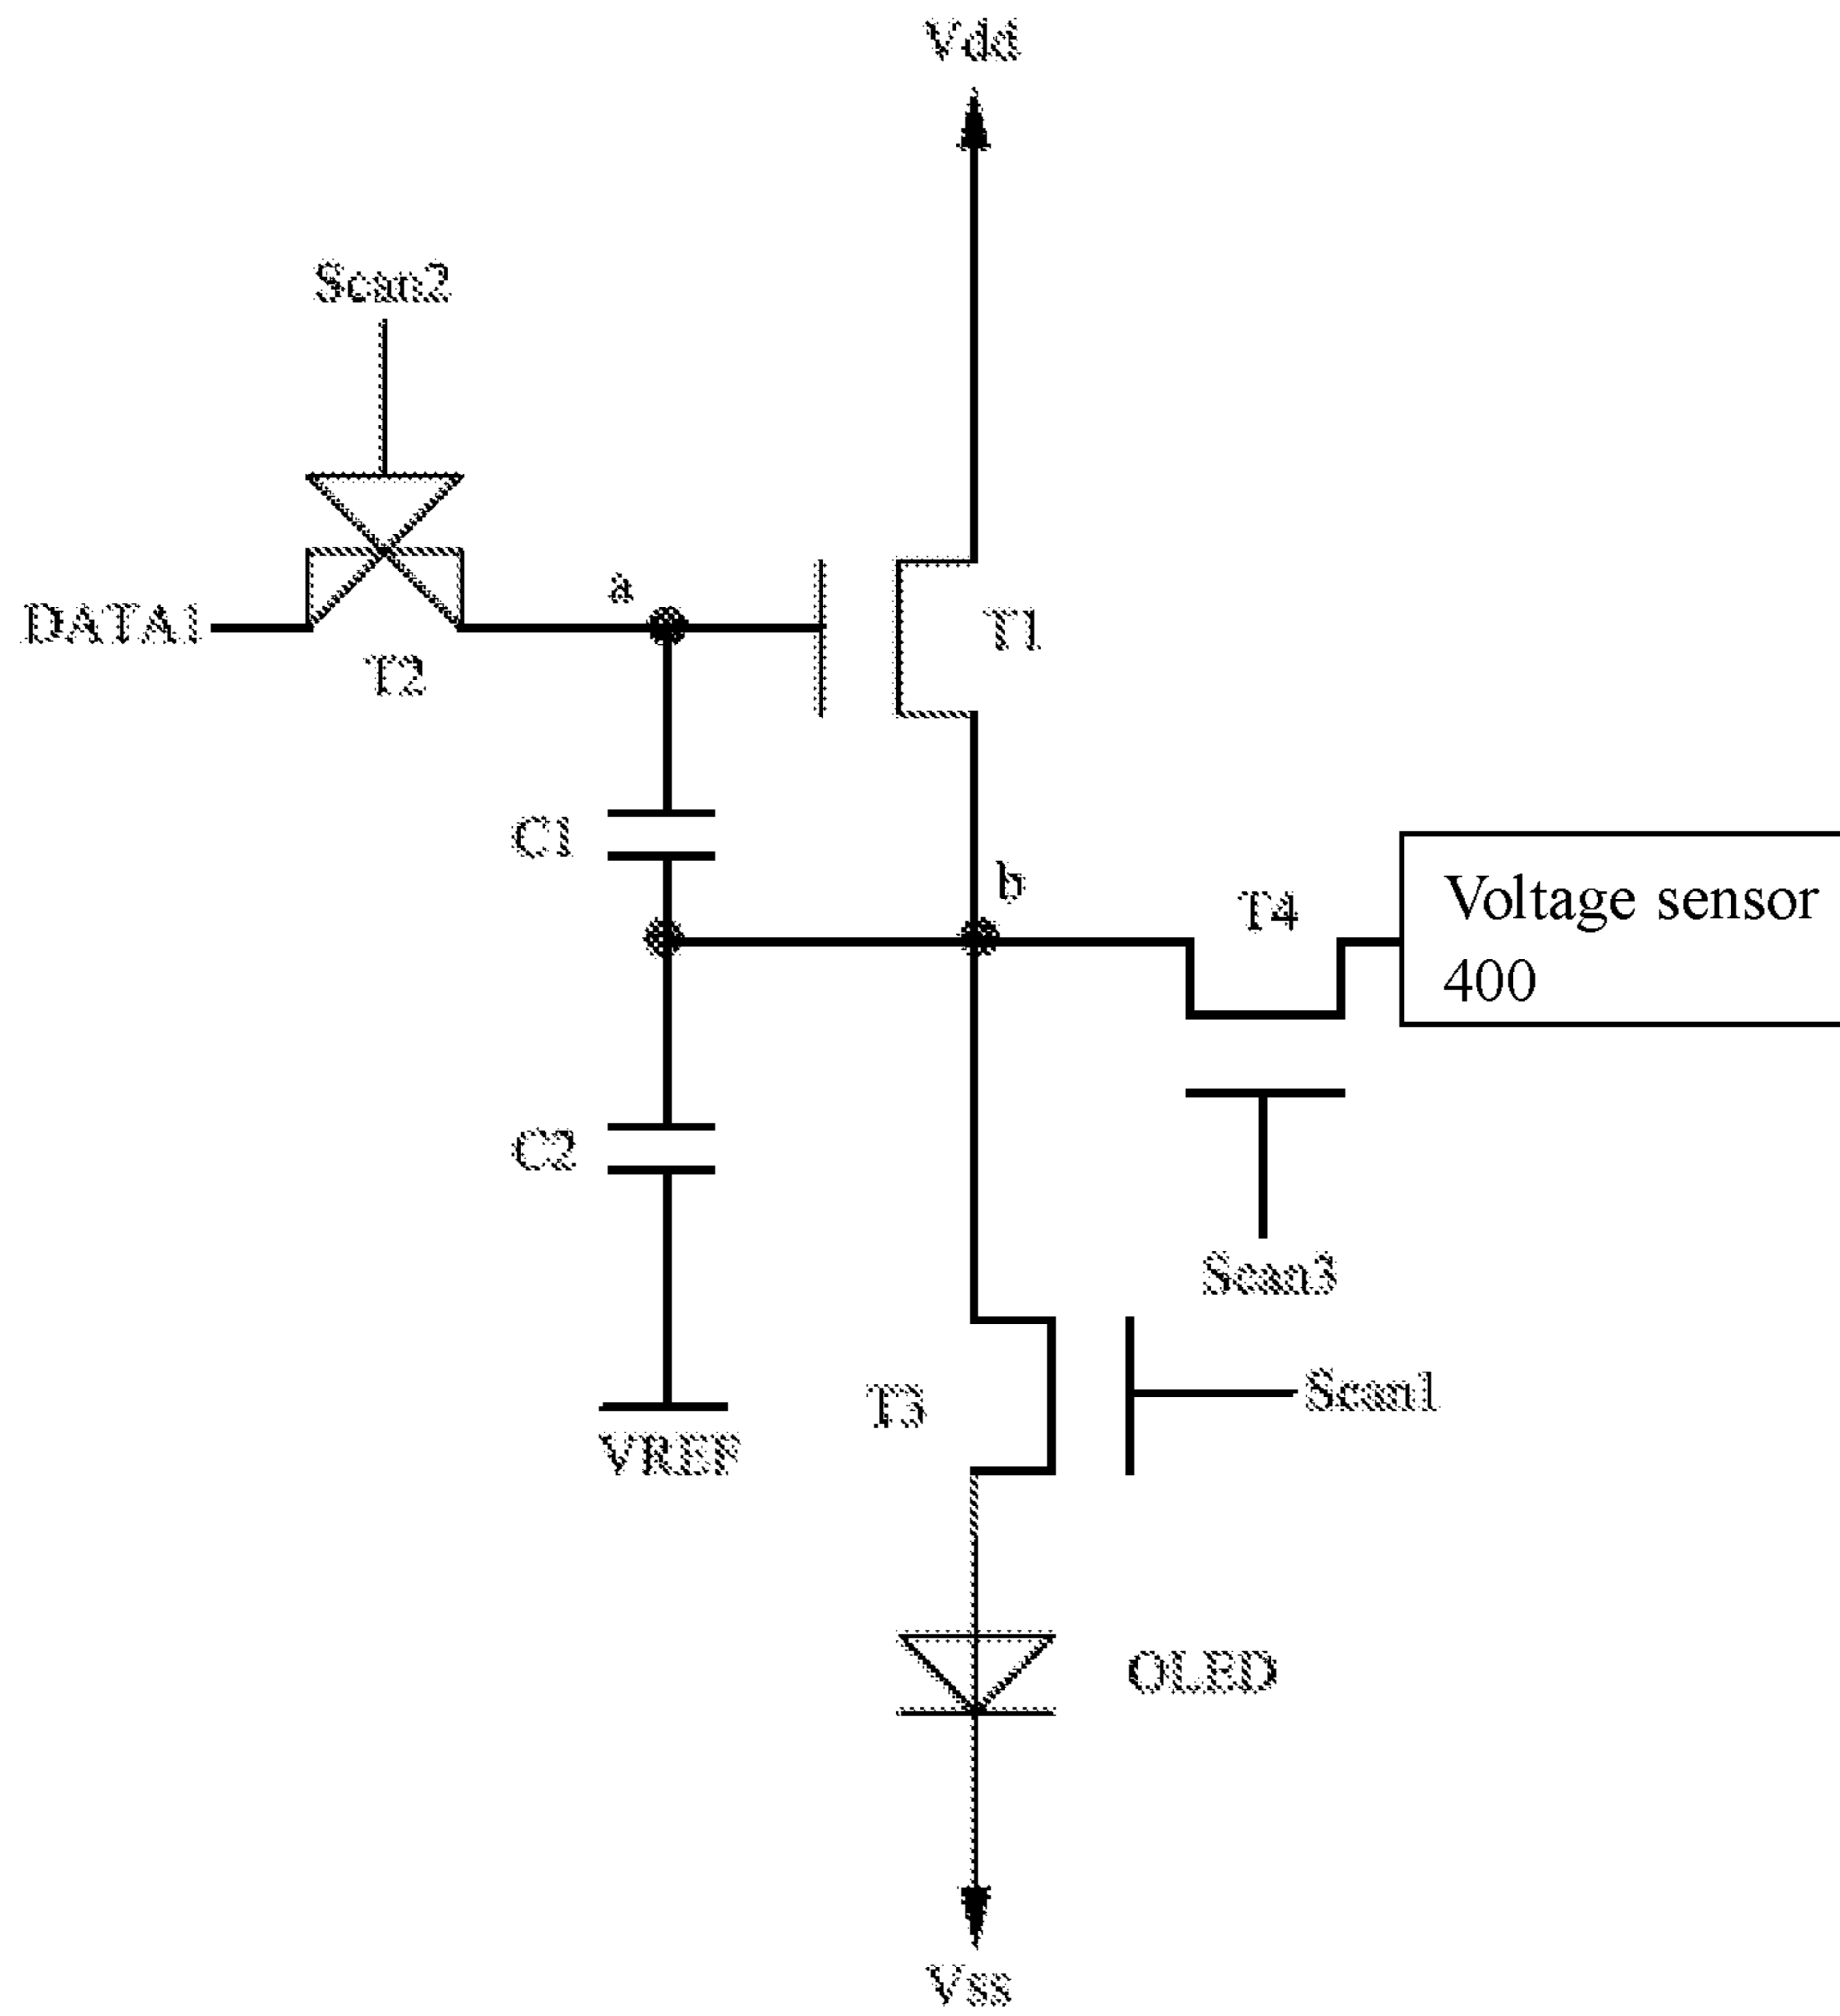 Vdd
Scan2
a
DATA1
T1
T2
C1
b
T4
Voltage sensor
400
C2
Scan3
T3
Scan1
VREF
OLED
Vss